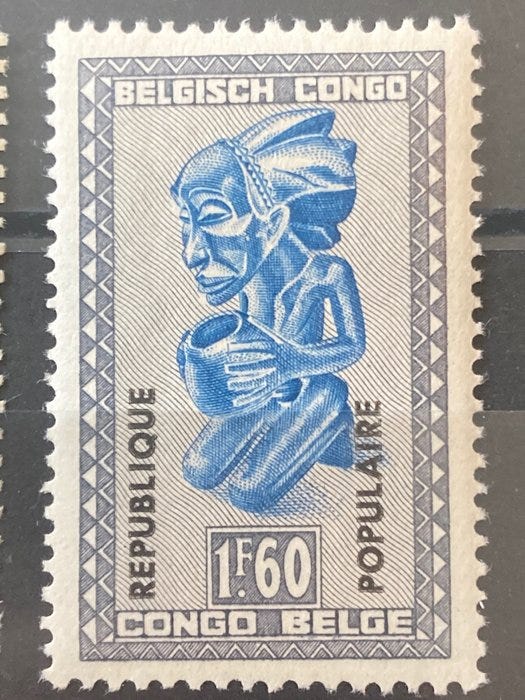 BELGISCH CONGO
REPUBLIQUE
POPULAIRE
1F.60
CONGO BELGE